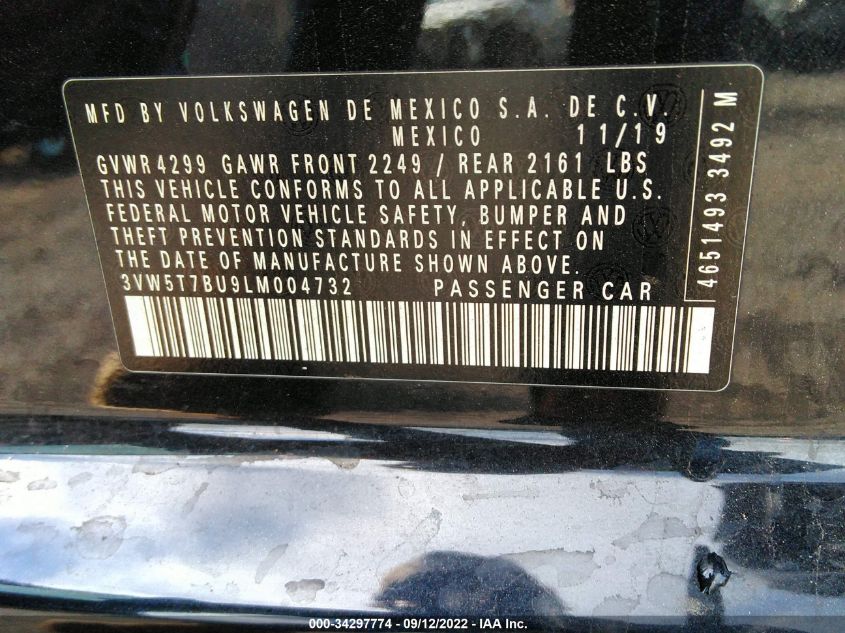 MFD BY VOLKSWAGEN DE MEXICO S.A. DE C.V.
MEXICO 11/19
GVWR 4299 GAWR FRONT 2249 / REAR 2161 LBS
THIS VEHICLE CONFORMS TO ALL APPLICABLE U.S.
FEDERAL MOTOR VEHICLE SAFETY, BUMPER AND
THEFT PREVENTION STANDARDS IN EFFECT ON
THE DATE OF MANUFACTURE SHOWN ABOVE.
3VW5T7BU9LM004732 PASSENGER CAR
4651493 3492 M
000-34297774 - 09/12/2022 - IAA Inc.